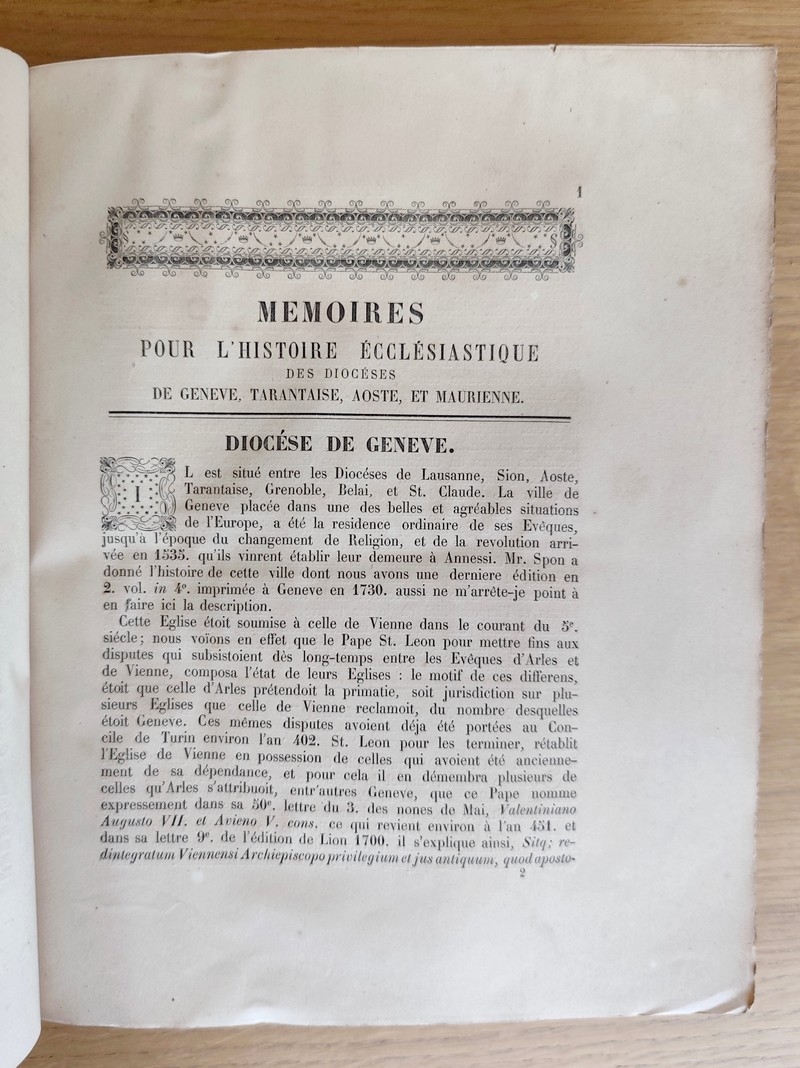 1
MEMOIRES
POUR L'HISTOIRE ÉCCLÉSIASTIQUE
DES DIOCÉSES
DE GENEVE, TARANTAISE, AOSTE, ET MAURIENNE.
DIOCÉSE DE GENEVE.
IL est situé entre les Diocéses de Lausanne, Sion, Aoste,
Tarantaise, Grenoble, Belai, et St. Claude. La ville de
Geneve placée dans une des belles et agréables situations
de l'Europe, a été la residence ordinaire de ses Evêques,
jusqu'à l'époque du changement de Religion, et de la revolution arri-
vée en 1535. qu'ils vinrent établir leur demeure à Annessi. Mr. Spon a
donné l'histoire de cette ville dont nous avons une derniere édition en
2. vol. in 4º. imprimée à Geneve en 1730. aussi ne m'arrête-je point à
en faire ici la description.
Cette Eglise étoit soumise à celle de Vienne dans le courant du 5e.
siécle; nous voïons en effet que le Pape St. Leon pour mettre fins aux
disputes qui subsistoient dès long-temps entre les Evêques d'Arles et
de Vienne, composa l'état de leurs Eglises : le motif de ces differens,
étoit que celle d'Arles prétendoit la primatie, soit jurisdiction sur plu-
sieurs Eglises que celle de Vienne reclamoit, du nombre desquelles
étoit Geneve. Ces mêmes disputes avoient déja été portées au Con-
cile de Turin environ l'an 402. St. Leon pour les terminer, rétablit
l'Eglise de Vienne en possession de celles qui avoient été ancienne-
ment de sa dépendance, et pour cela il en démembra plusieurs de
celles qu'Arles s'attribuoit, entr'autres Geneve, que ce Pape nomme
expressement dans sa 50e. lettre du 3. des nones de Mai, Valentiniano
Augusto VII. et Avieno V. cons. ce qui revient environ à l'an 451. et
dans sa lettre 9e. de l'édition de Lion 1700. il s'explique ainsi, Sitq; re-
dintegratum Viennensi Archiepiscopo privilegium et jus antiquum, quod aposto-
2